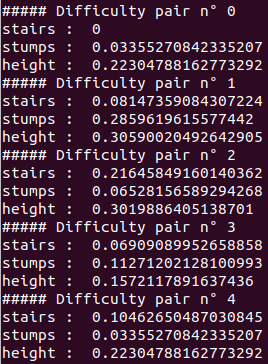 ##### Difficulty pair n° 0
stairs :  0
stumps :  0.03355270842335207
height :  0.22304788162773292
##### Difficulty pair n° 1
stairs :  0.08147359084307224
stumps :  0.2859619615577442
height :  0.30590020492642905
##### Difficulty pair n° 2
stairs :  0.21645849160140362
stumps :  0.06528156589294268
height :  0.3019886405138701
##### Difficulty pair n° 3
stairs :  0.06909089952658858
stumps :  0.11271202128100993
height :  0.1572117891637436
##### Difficulty pair n° 4
stairs :  0.10462650487030845
stumps :  0.03355270842335207
height :  0.22304788162773292